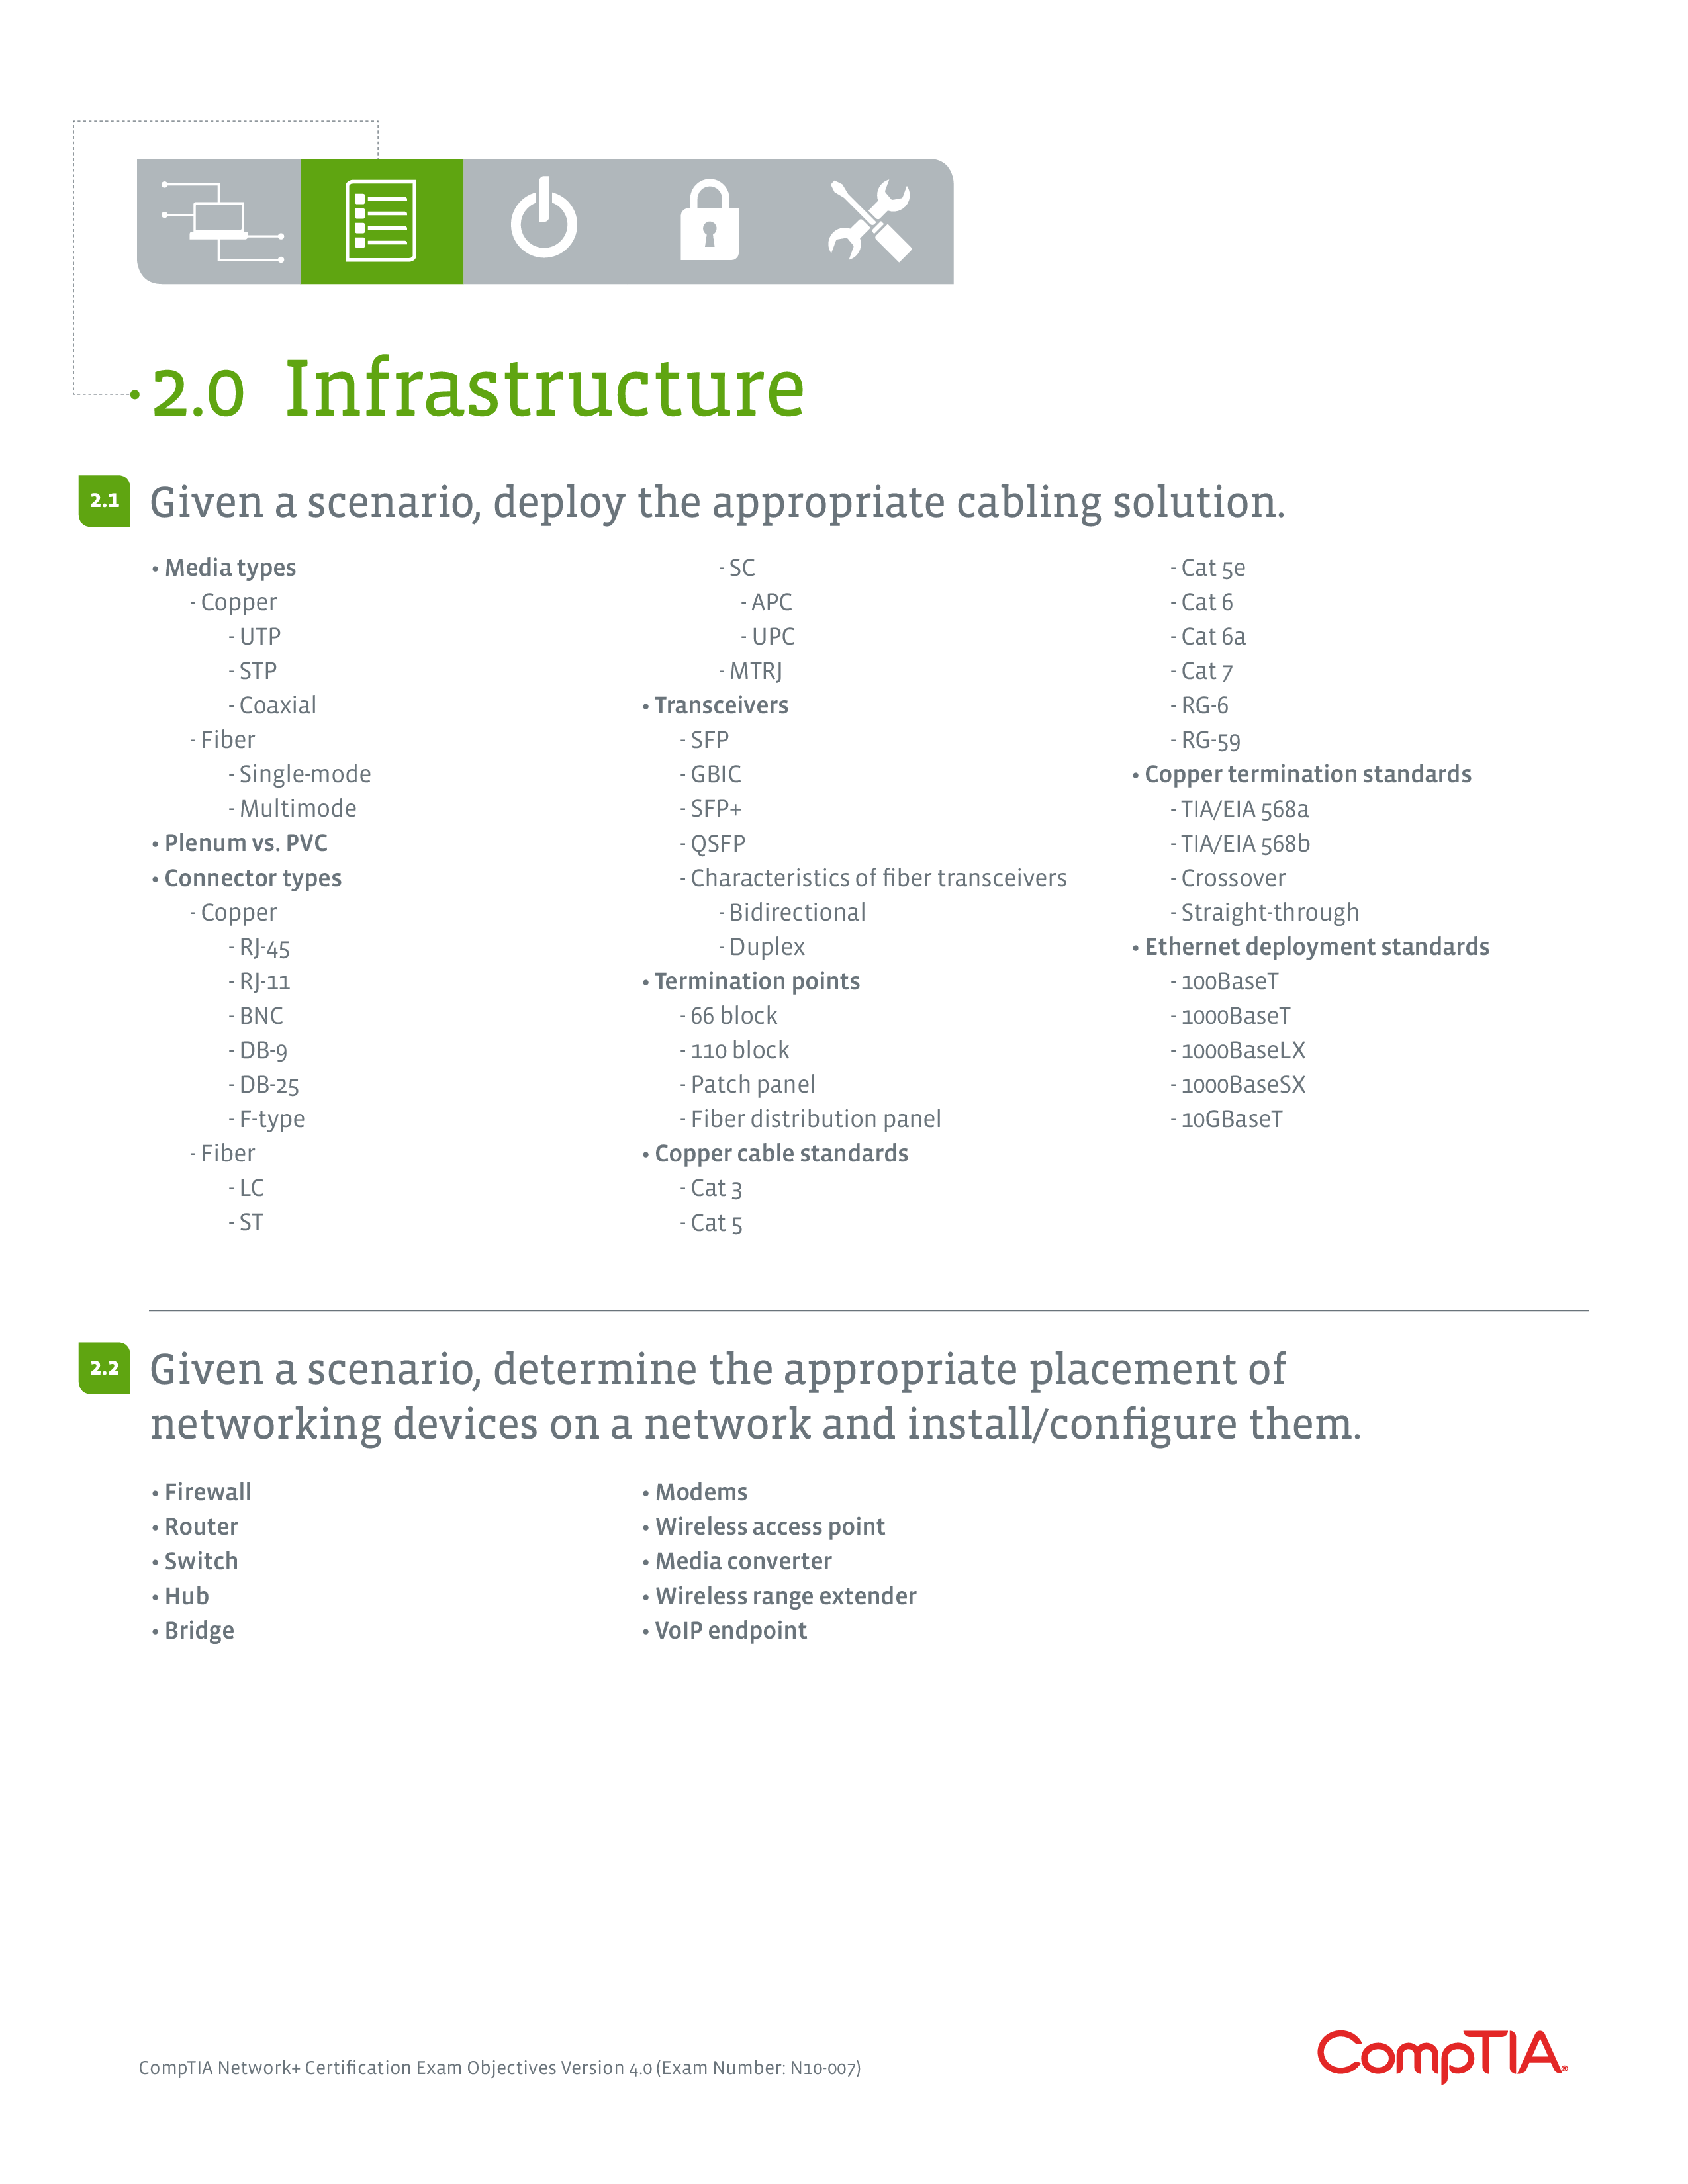 2.0 Infrastructure
2.1 Given a scenario, deploy the appropriate cabling solution.
• Media types
- Copper
- UTP
- STP
- Coaxial
- Fiber
- Single-mode
- Multimode
• Plenum vs. PVC
• Connector types
- Copper
- RJ-45
- RJ-11
- BNC
- DB-9
- DB-25
- F-type
- Fiber
- LC
- ST
- SC
- APC
- UPC
- MTRJ
• Transceivers
- SFP
- GBIC
- SFP+
- QSFP
- Characteristics of fiber transceivers
- Bidirectional
- Duplex
• Termination points
- 66 block
- 110 block
- Patch panel
- Fiber distribution panel
• Copper cable standards
- Cat 3
- Cat 5
- Cat 5e
- Cat 6
- Cat 6a
- Cat 7
- RG-6
- RG-59
• Copper termination standards
- TIA/EIA 568a
- TIA/EIA 568b
- Crossover
- Straight-through
• Ethernet deployment standards
- 100BaseT
- 1000BaseT
- 1000BaseLX
- 1000BaseSX
- 10GBaseT
2.2 Given a scenario, determine the appropriate placement of
networking devices on a network and install/configure them.
• Firewall
• Router
• Switch
• Hub
• Bridge
• Modems
• Wireless access point
• Media converter
• Wireless range extender
• VoIP endpoint
CompTIA Network+ Certification Exam Objectives Version 4.0 (Exam Number: N10-007)
CompTIA®